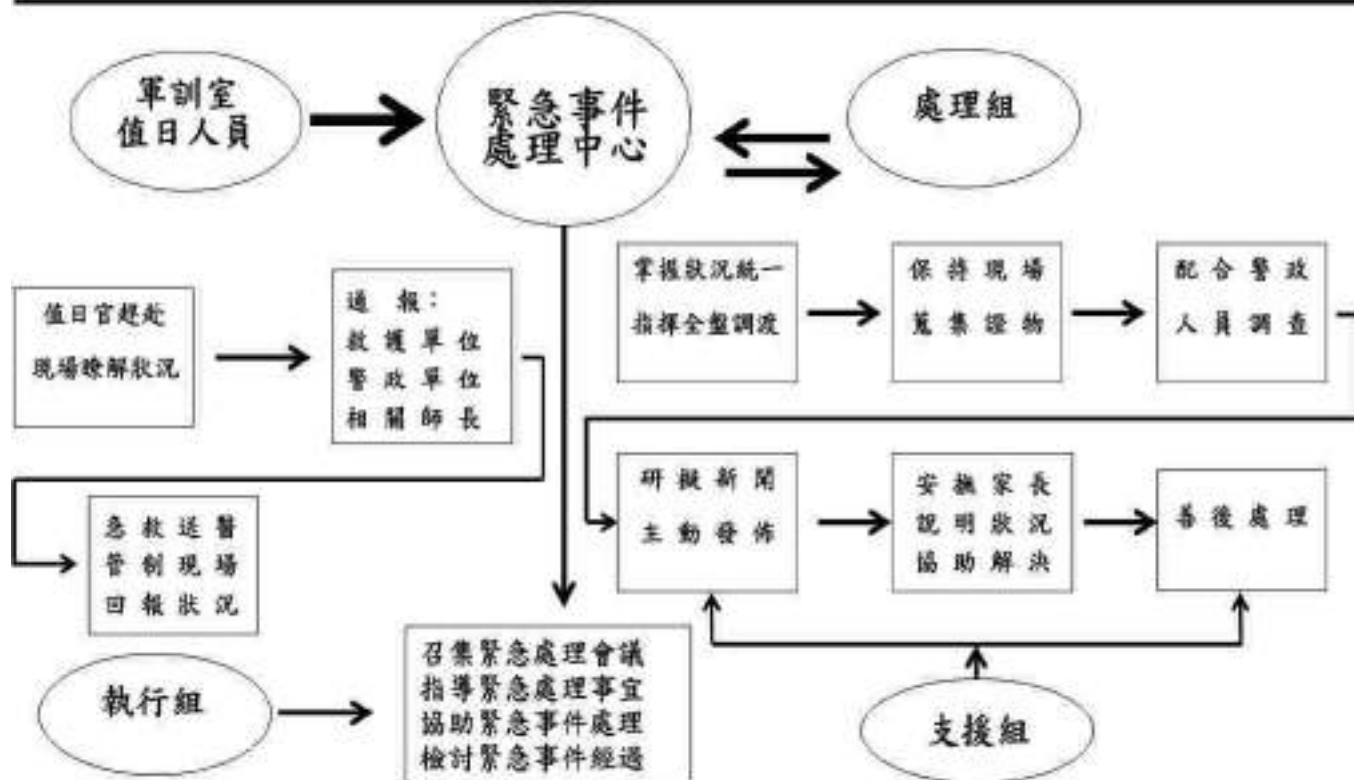 軍訓室
值日人員
緊急事件
處理中心
處理組
值日官趕赴
現場瞭解狀況
通報：
救護單位
警政單位
相關師長
掌握狀況統一
指揮全盤調渡
保持現場
蒐集證物
配合警政
人員調查
急救送醫
管制現場
回報狀況
研擬新聞
主動發佈
安撫家長
說明狀況
協助解決
善後處理
執行組
召集緊急處理會議
指導緊急處理事宜
協助緊急事件處理
檢討緊急事件經過
支援組